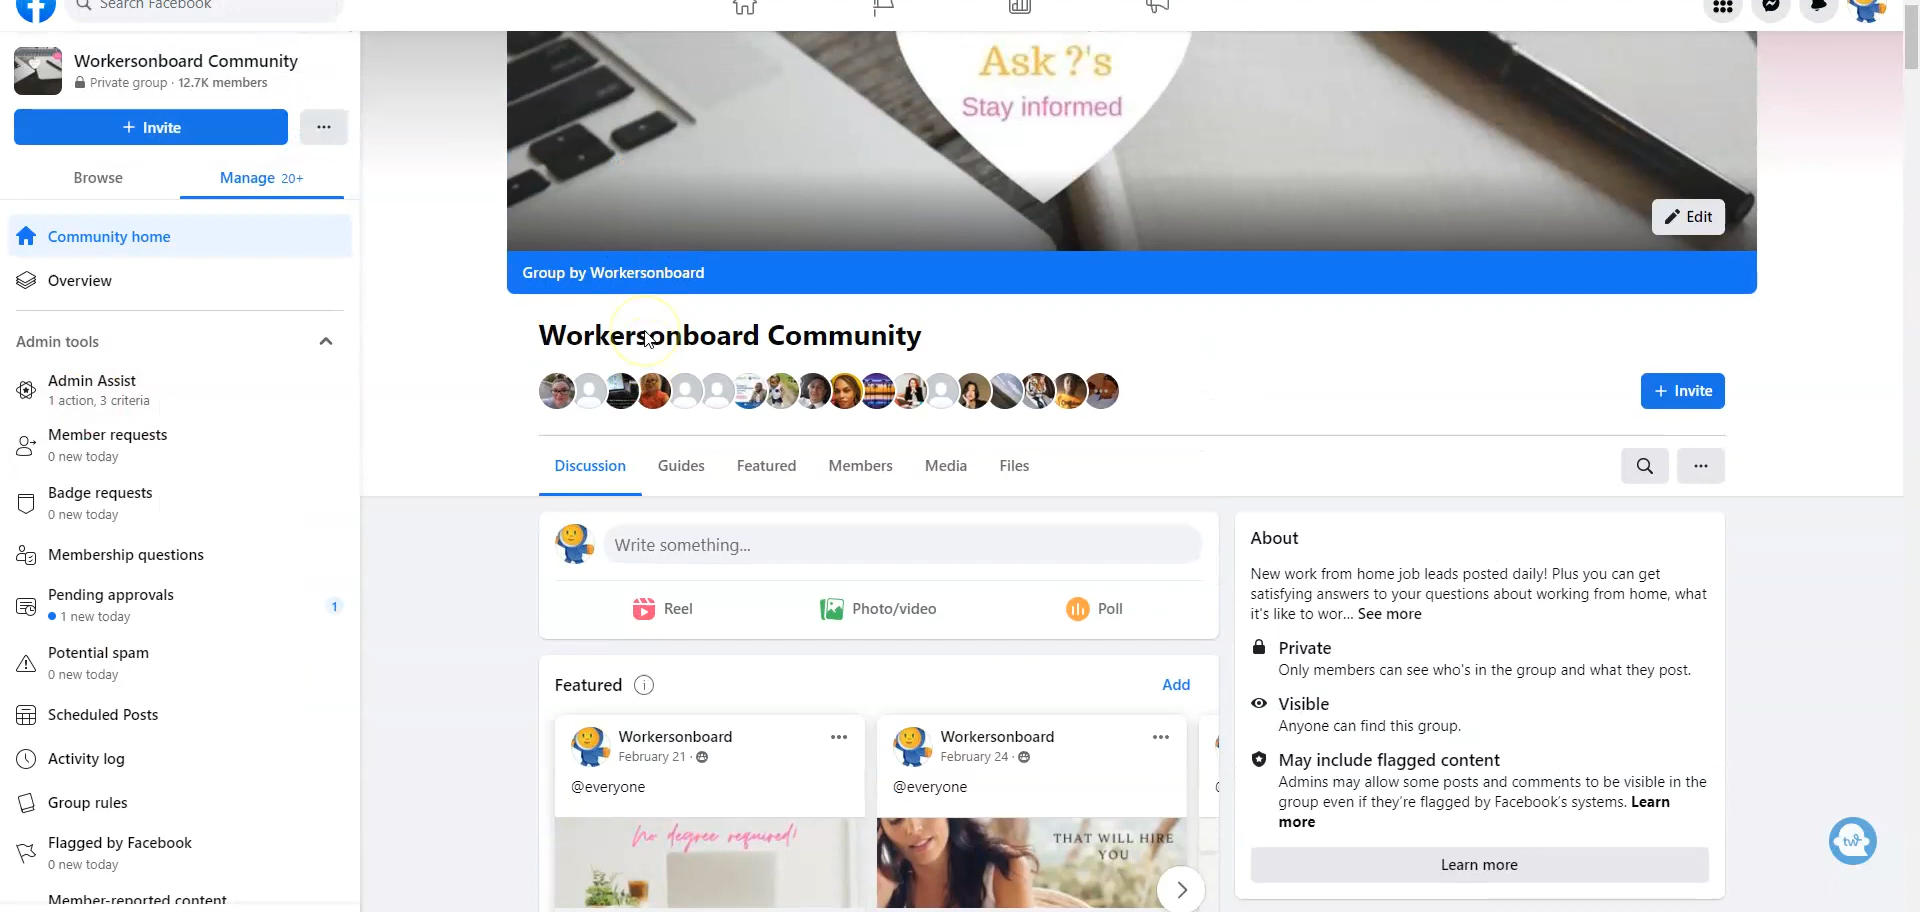 Search Facebook
Workersonboard Community
Private group · 12.7K members
+ Invite
Browse
Manage 20+
Community home
Overview
Admin tools
Admin Assist
1 action, 3 criteria
Member requests
0 new today
Badge requests
0 new today
Membership questions
Pending approvals
1 new today
1
Potential spam
0 new today
Scheduled Posts
Activity log
Group rules
Flagged by Facebook
0 new today
Member-reported content
Ask ?'s
Stay informed
Edit
Group by Workersonboard
Workersonboard Community
+ Invite
Discussion Guides Featured Members Media Files
Write something...
Reel Photo/video Poll
Featured
Add
Workersonboard
February 21 ·
@everyone
No degree required!
Workersonboard
February 24 ·
@everyone
THAT WILL HIRE
YOU
About
New work from home job leads posted daily! Plus you can get
satisfying answers to your questions about working from home, what
it's like to wor... See more
Private
Only members can see who's in the group and what they post.
Visible
Anyone can find this group.
May include flagged content
Admins may allow some posts and comments to be visible in the
group even if they're flagged by Facebook's systems. Learn
more
Learn more
tw